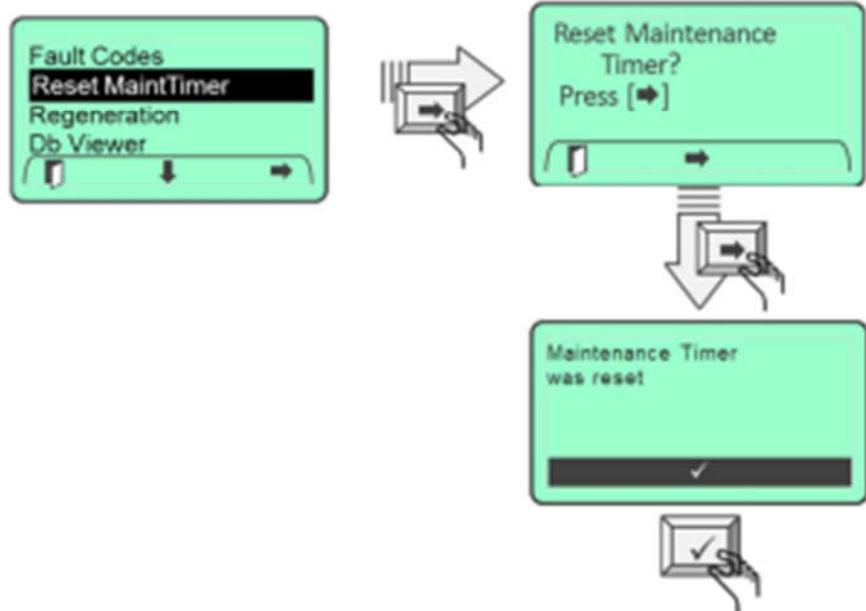 Fault Codes
Reset MaintTimer
Regeneration
Db Viewer
Reset Maintenance
Timer?
Press [➡]
Maintenance Timer
was reset